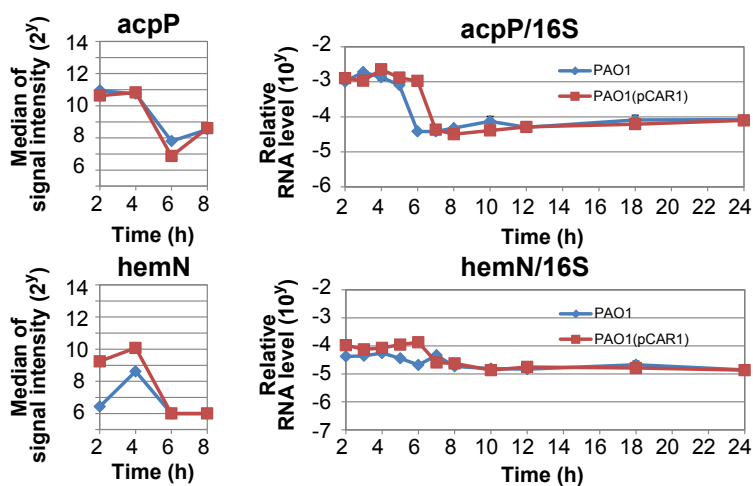 acpP
Median of
signal intensity (2ʸ)
14
12
10
8
6
2 4 6 8
Time (h)
acpP/16S
Relative
RNA level (10ʸ)
-2
-3
-4
-5
-6
PAO1
PAO1(pCAR1)
2 4 6 8 10 12 14 16 18 20 22 24
Time (h)
hemN
Median of
signal intensity (2ʸ)
14
12
10
8
6
2 4 6 8
Time (h)
hemN/16S
Relative
RNA level (10ʸ)
-2
-3
-4
-5
-6
-7
PAO1
PAO1(pCAR1)
2 4 6 8 10 12 14 16 18 20 22 24
Time (h)